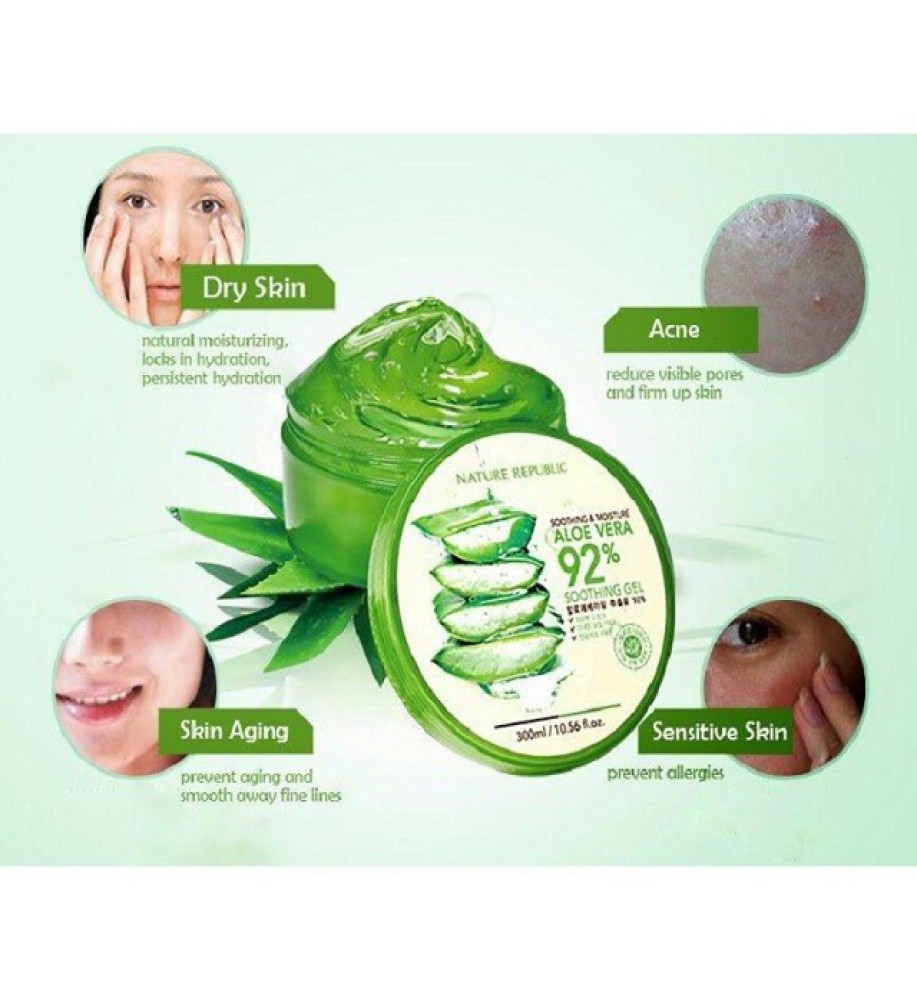 Dry Skin
natural moisturizing,
locks in hydration,
persistent hydration
Acne
reduce visible pores
and firm up skin
NATURE REPUBLIC
SOOTHING & MOISTURE
ALOE VERA
92%
SOOTHING GEL
300ml / 10.56 fl.oz.
Skin Aging
prevent aging and
smooth away fine lines
Sensitive Skin
prevent allergies